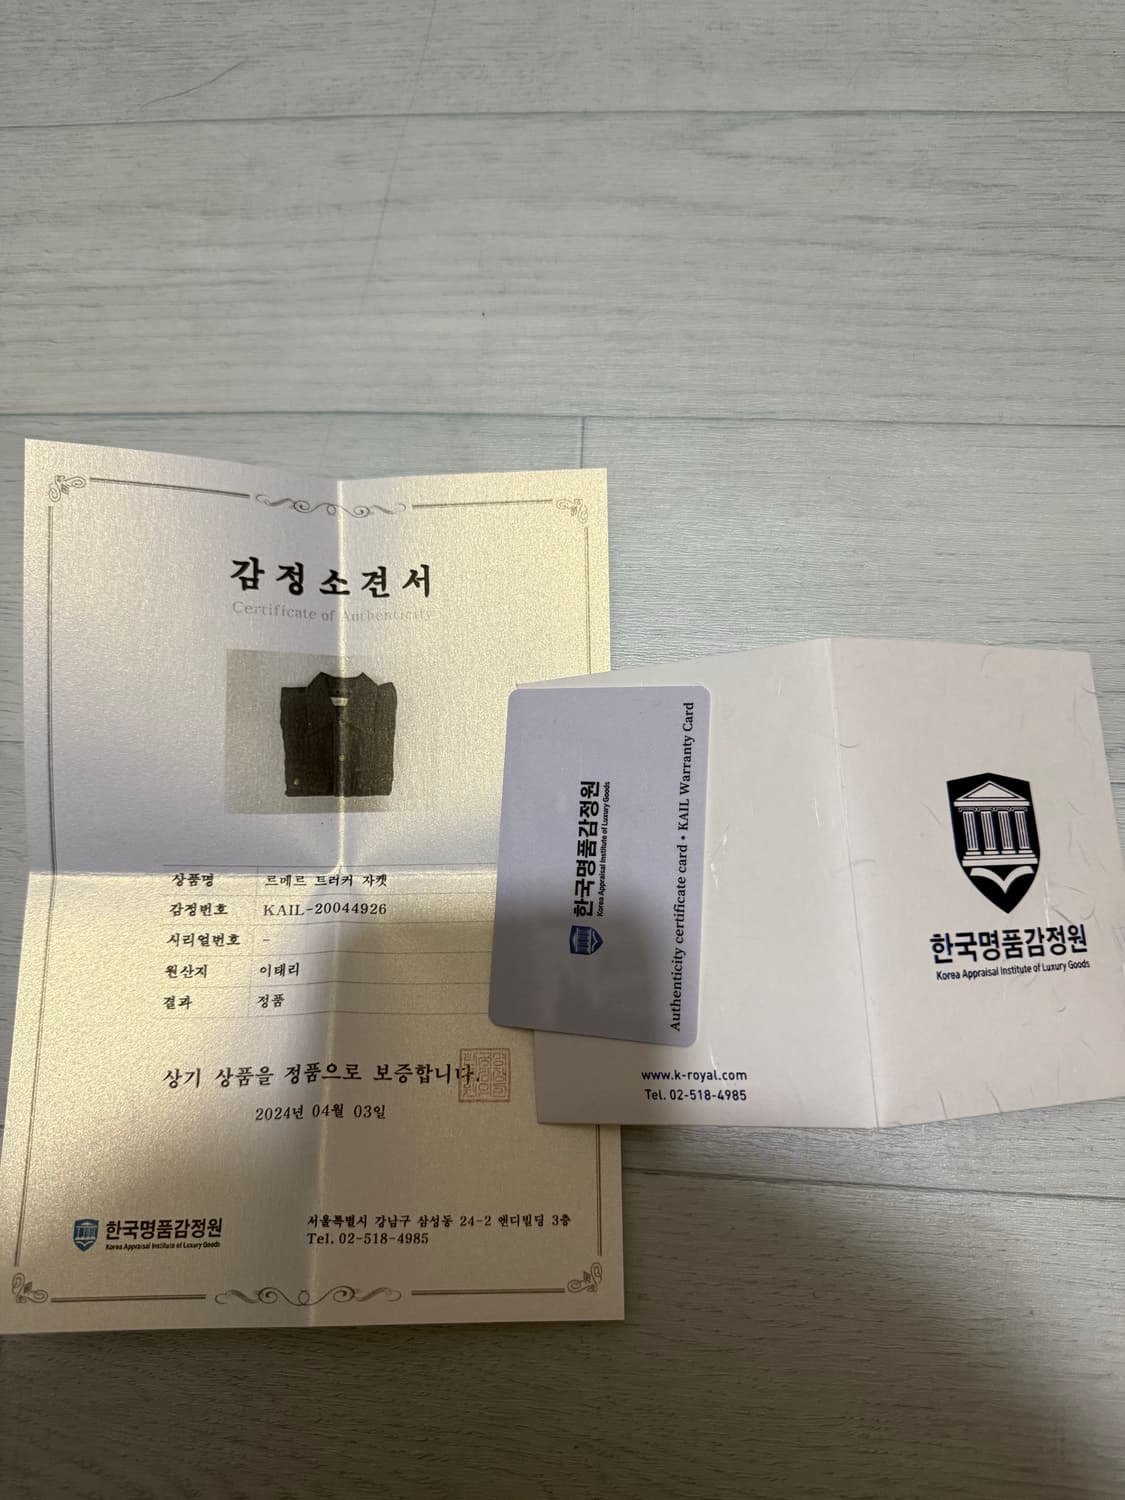 감정소견서
Certificate of Authenticity
상품명 르메르 트러커 자켓
감정번호 KAIL-20044926
시리얼번호 -
원산지 이태리
결과 정품
상기 상품을 정품으로 보증합니다.
2024년 04월 03일
한국명품감정원
Korea Appraisal Institute of Luxury Goods
서울특별시 강남구 삼성동 24-2 핸디빌딩 3층
Tel. 02-518-4985
한국명품감정원
Korea Appraisal Institute of Luxury Goods
Authenticity certificate card • KAIL Warranty Card
www.k-royal.com
Tel. 02-518-4985
한국명품감정원
Korea Appraisal Institute of Luxury Goods